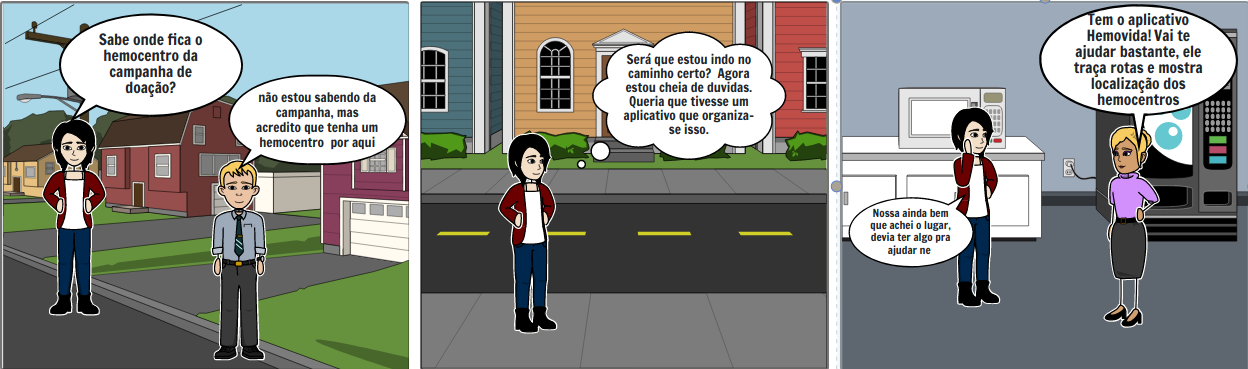 Sabe onde fica o
hemocentro da
campanha de
doação?
não estou sabendo da
campanha, mas
acredito que tenha um
hemocentro por aqui
Será que estou indo no
caminho certo? Agora
estou cheia de duvidas.
Queria que tivesse um
aplicativo que organiza-
se isso.
Tem o aplicativo
Hemovida! Vai te
ajudar bastante, ele
traça rotas e mostra
localização dos
hemocentros
Nossa ainda bem
que achei o lugar,
devia ter algo pra
ajudar ne